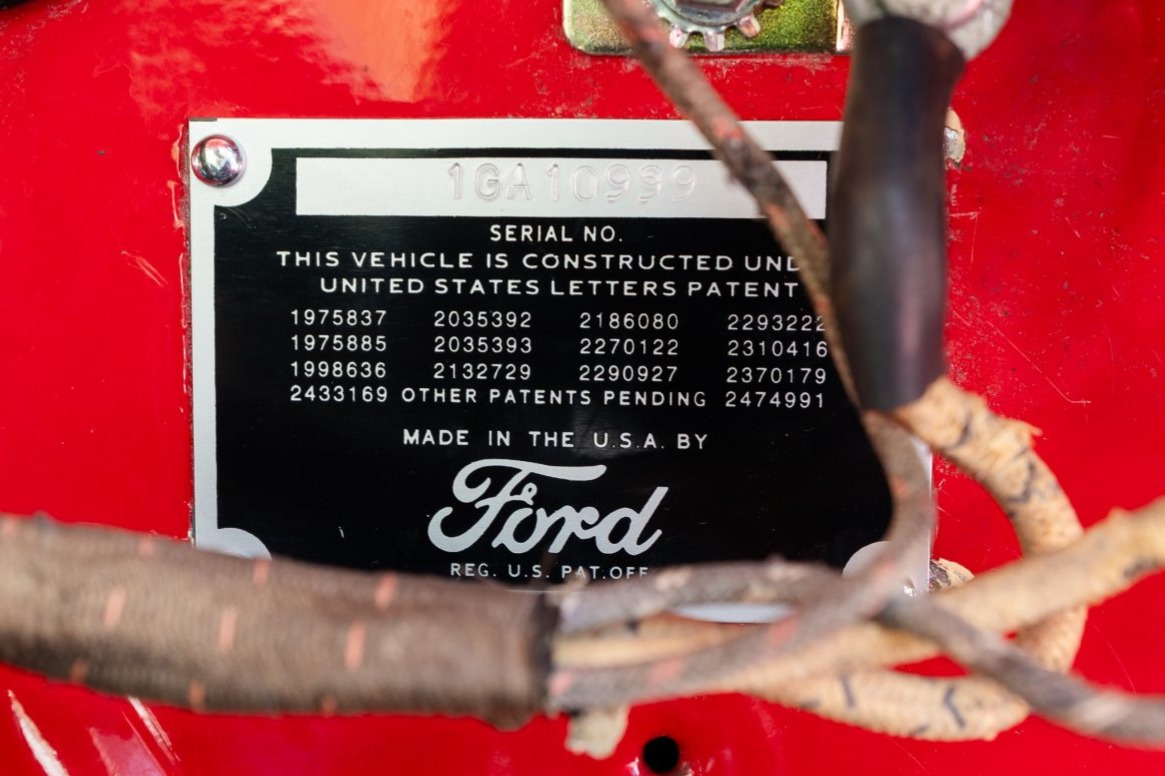 1GA10999
SERIAL NO.
THIS VEHICLE IS CONSTRUCTED UND
UNITED STATES LETTERS PATENT
1975837 2035392 2186080 2293222
1975885 2035393 2270122 2310416
1998636 2132729 2290927 2370179
2433169 OTHER PATENTS PENDING 2474991
MADE IN THE U.S.A. BY
Ford
REG. U.S. PAT.OFF.